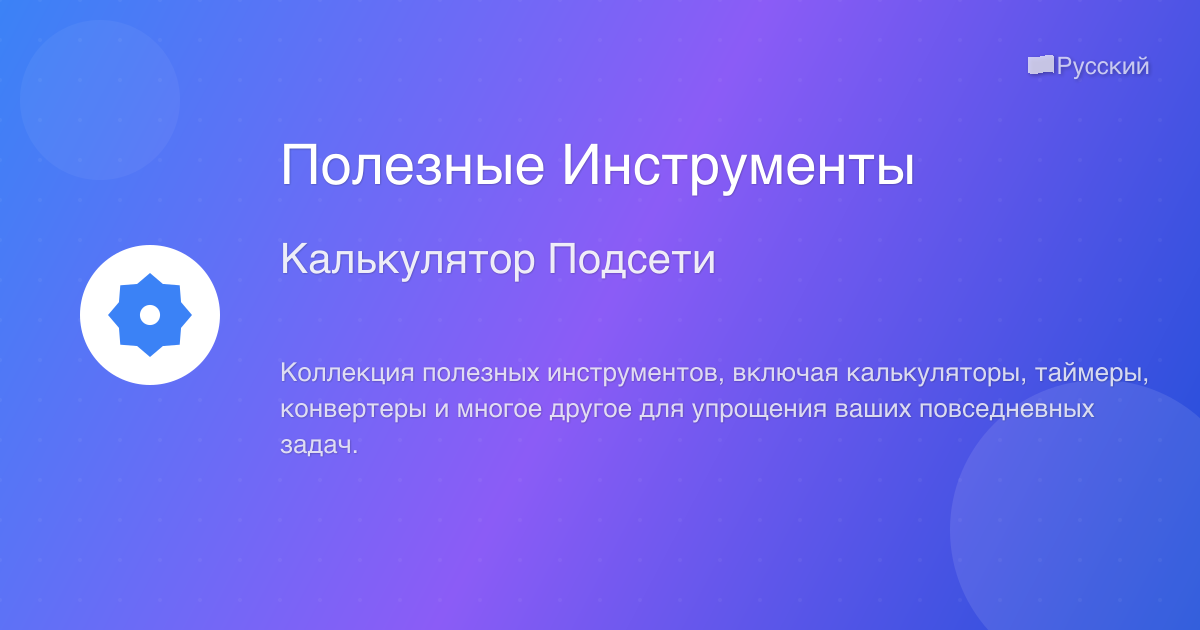 Русский
Полезные Инструменты
Калькулятор Подсети
Коллекция полезных инструментов, включая калькуляторы, таймеры,
конвертеры и многое другое для упрощения ваших повседневных
задач.